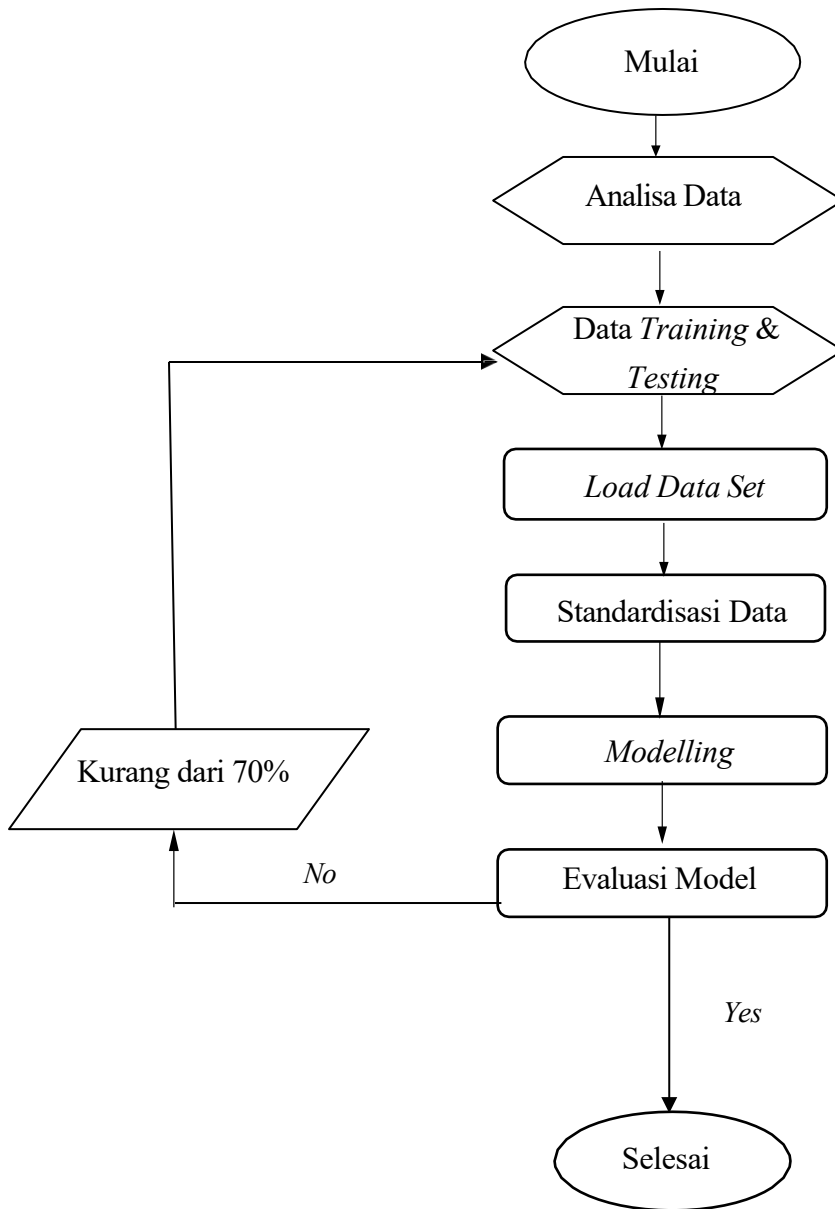 Mulai
Analisa Data
Data Training &
Testing
Load Data Set
Standardisasi Data
Modelling
Kurang dari 70%
No
Evaluasi Model
Yes
Selesai